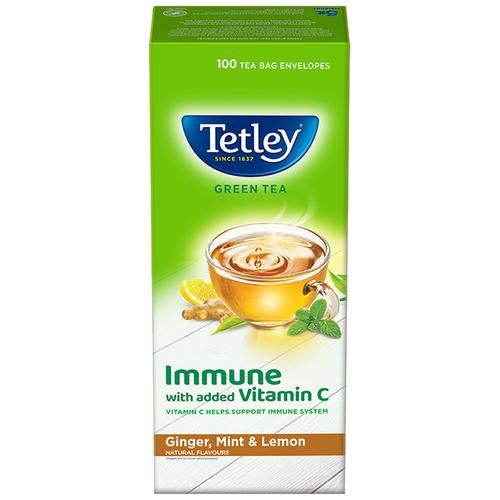 100 TEA BAG ENVELOPES
Tetley
SINCE 1837
GREEN TEA
Immune
with added Vitamin C
VITAMIN C HELPS SUPPORT IMMUNE SYSTEM
Ginger, Mint & Lemon
NATURAL FLAVOURS